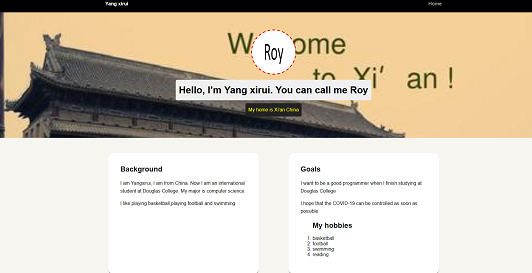 Yang xirui
Home
W ome
Roy
to Xi' an !
Hello, I'm Yang xirui. You can call me Roy
My home is Xi'an China
Background
I am Yangxirui, I am from China. Now I am an international
student at Douglas College. My major is computer science.
I like playing basketball,playing football and swimming
Goals
I want to be a good programmer when I finish studying at
Douglas College
I hope that the COVID-19 can be controlled as soon as
possible
My hobbies
1. basketball
2. football
3. swimming
4. reading